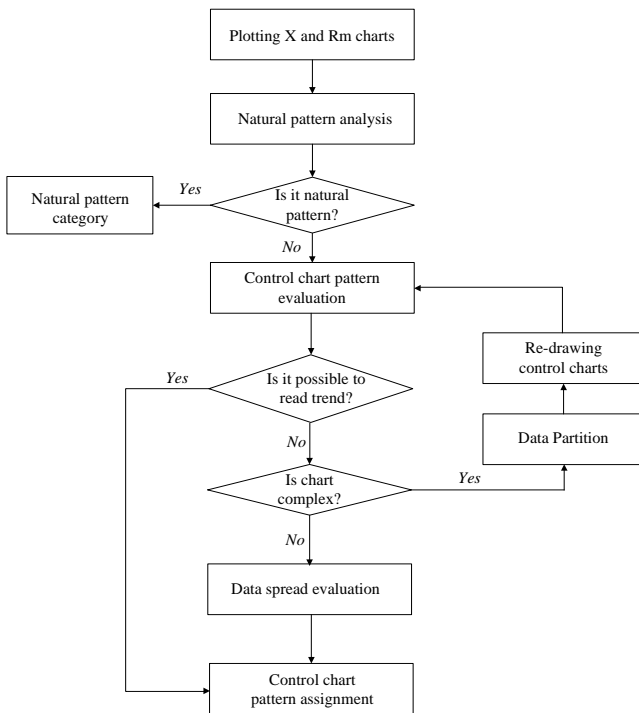 Plotting X and Rm charts
Natural pattern analysis
Is it natural
pattern?
Yes
Natural pattern
category
No
Control chart pattern
evaluation
Is it possible to
read trend?
Yes
No
Re-drawing
control charts
Data Partition
Is chart
complex?
Yes
No
Data spread evaluation
Control chart
pattern assignment